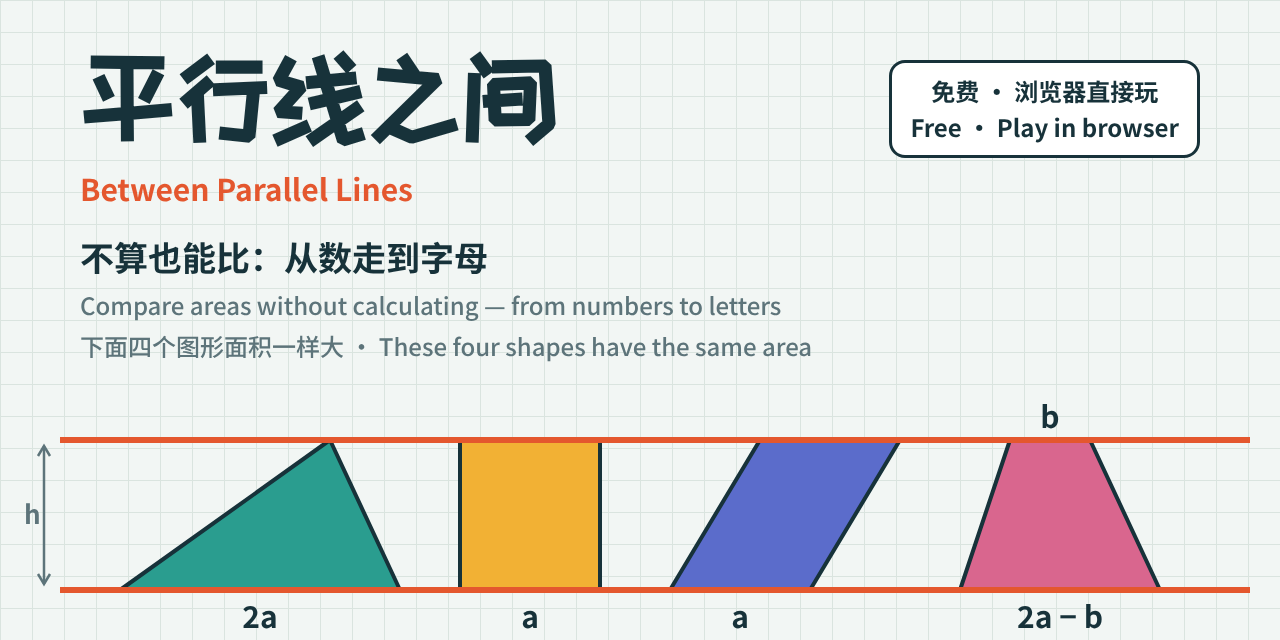 平行线之间
免费 · 浏览器直接玩
Free · Play in browser
Between Parallel Lines
不算也能比：从数走到字母
Compare areas without calculating — from numbers to letters
下面四个图形面积一样大 · These four shapes have the same area
b
h
2a
a
a
2a − b